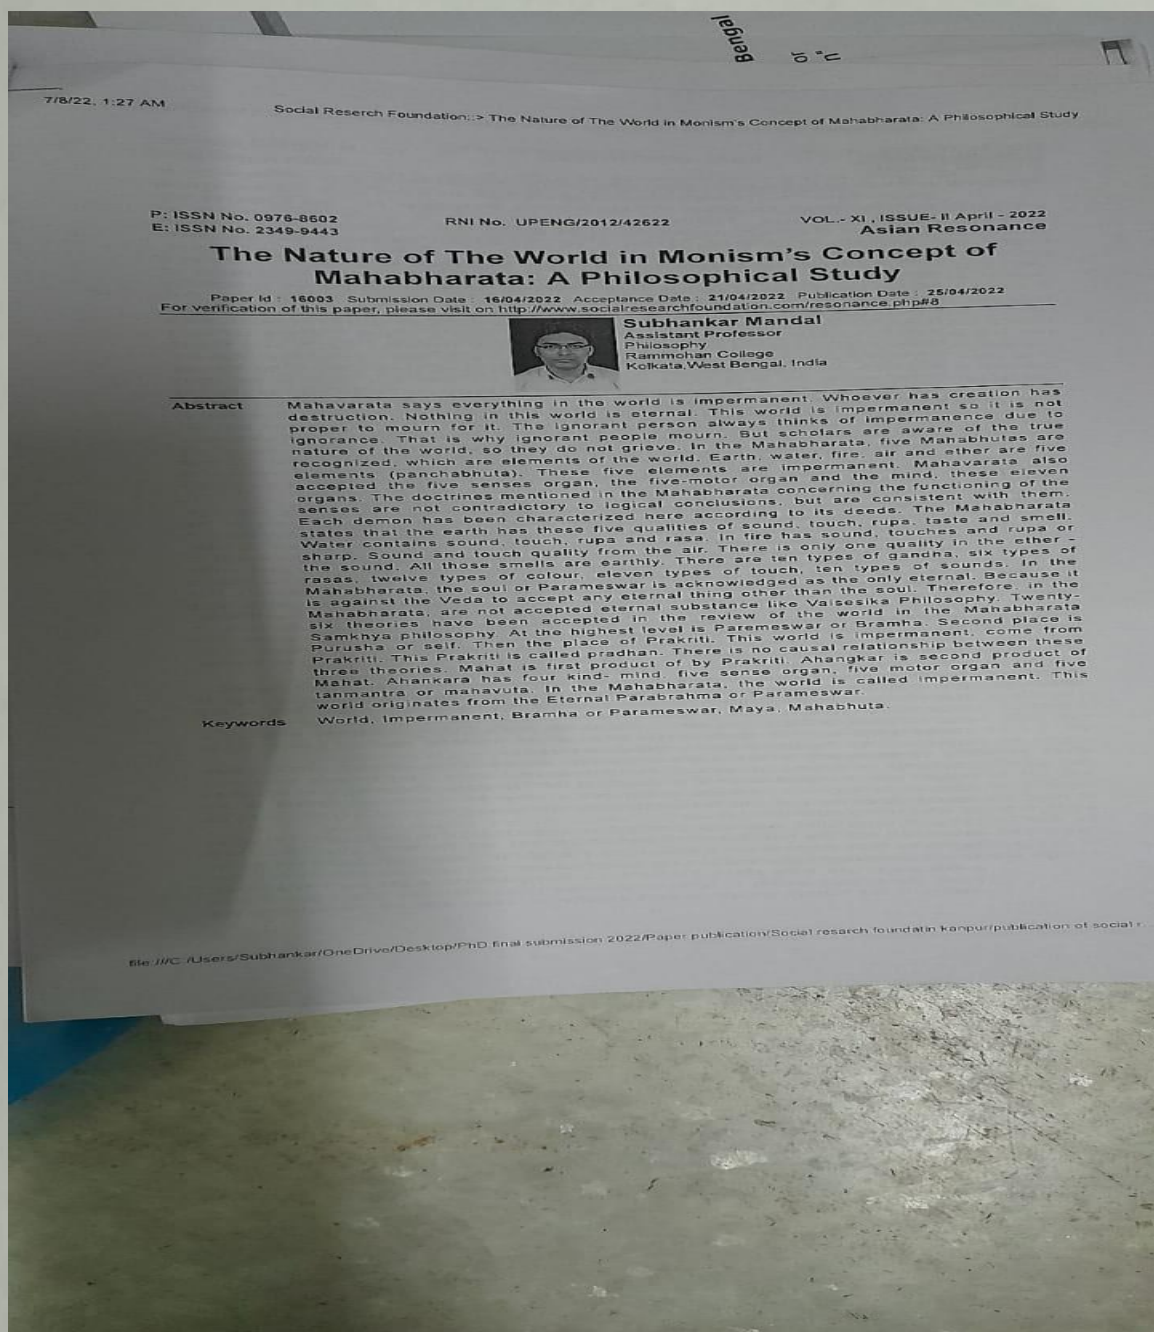 Bengal
or
7/8/22, 1:27 AM
Social Reserch Foundation::> The Nature of The World in Monism's Concept of Mahabharata: A Philosophical Study
P: ISSN No. 0976-8602
RNI No. UPENG/2012/42622
VOL.- XI , ISSUE- II April - 2022
E: ISSN No. 2349-9443
Asian Resonance
The Nature of The World in Monism's Concept of
Mahabharata: A Philosophical Study
Paper Id : 16003 Submission Date : 16/04/2022 Acceptance Date : 21/04/2022 Publication Date : 25/04/2022
For verification of this paper, please visit on http://www.socialresearchfoundation.com/resonance.php#8
Subhankar Mandal
Assistant Professor
Philosophy
Rammohan College
Kolkata,West Bengal, India
Abstract Mahavarata says everything in the world is impermanent. Whoever has creation has
destruction. Nothing in this world is eternal. This world is impermanent so it is not
proper to mourn for it. The ignorant person always thinks of impermanence due to
ignorance. That is why ignorant people mourn. But scholars are aware of the true
nature of the world, so they do not grieve. In the Mahabharata, five Mahabhutas are
recognized, which are elements of the world. Earth, water, fire, air and ether are five
elements (panchabhuta). These five elements are impermanent. Mahavarata also
accepted the five senses organ, the five-motor organ and the mind, these eleven
organs. The doctrines mentioned in the Mahabharata concerning the functioning of the
senses are not contradictory to logical conclusions, but are consistent with them.
Each demon has been characterized here according to its deeds. The Mahabharata
states that the earth has these five qualities of sound, touch, rupa, taste and smell.
Water contains sound, touch, rupa and rasa. In fire has sound, touches and rupa or
sharp. Sound and touch quality from the air. There is only one quality in the ether -
the sound. All those smells are earthly. There are ten types of gandha, six types of
rasas, twelve types of colour, eleven types of touch, ten types of sounds. In the
Mahabharata, the soul or Parameswar is acknowledged as the only eternal. Because it
is against the Veda to accept any eternal thing other than the soul. Therefore, in the
Mahabharata, are not accepted eternal substance like Vaisesika Philosophy. Twenty-
six theories have been accepted in the review of the world in the Mahabharata
Samkhya philosophy. At the highest level is Paremeswar or Bramha. Second place is
Purusha or self. Then the place of Prakriti. This world is impermanent, come from
Prakriti. This Prakriti is called pradhan. There is no causal relationship between these
three theories. Mahat is first product of by Prakriti. Ahangkar is second product of
Mahat. Ahankara has four kind- mind, five sense organ, five motor organ and five
tanmantra or mahavuta. In the Mahabharata, the world is called impermanent. This
world originates from the Eternal Parabrahma or Parameswar.
Keywords World, Impermanent, Bramha or Parameswar, Maya, Mahabhuta.
file:///C:/Users/Subhankar/OneDrive/Desktop/PhD final submission 2022/Paper publication/Social resarch foundatin kanpur/publication of social r...